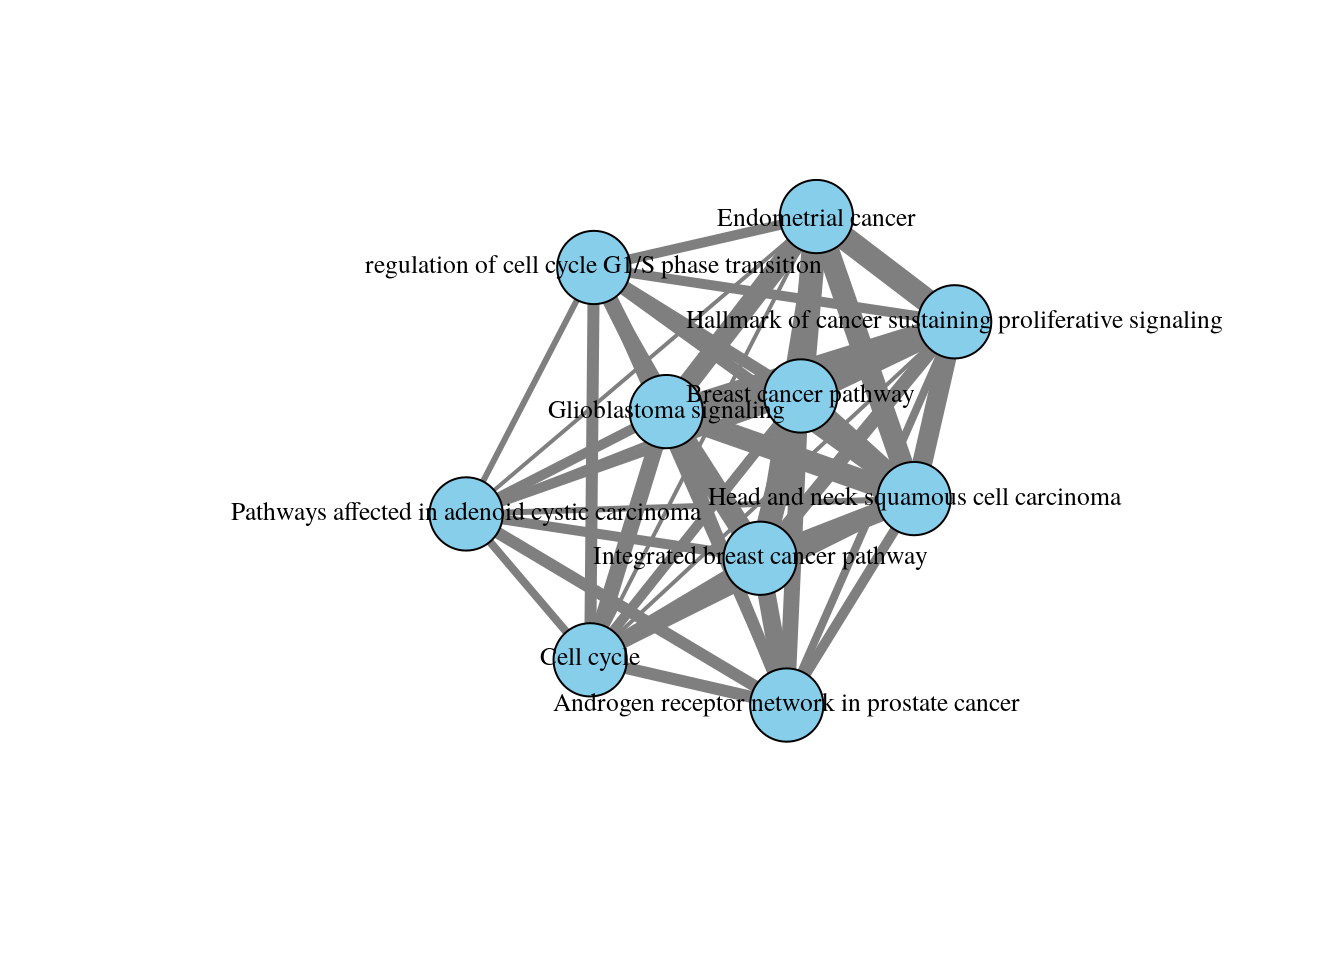 Endometrial cancer
regulation of cell cycle G1/S phase transition
Hallmark of cancer sustaining proliferative signaling
Breast cancer pathway
Glioblastoma signaling
Head and neck squamous cell carcinoma
Pathways affected in adenoid cystic carcinoma
Integrated breast cancer pathway
Cell cycle
Androgen receptor network in prostate cancer